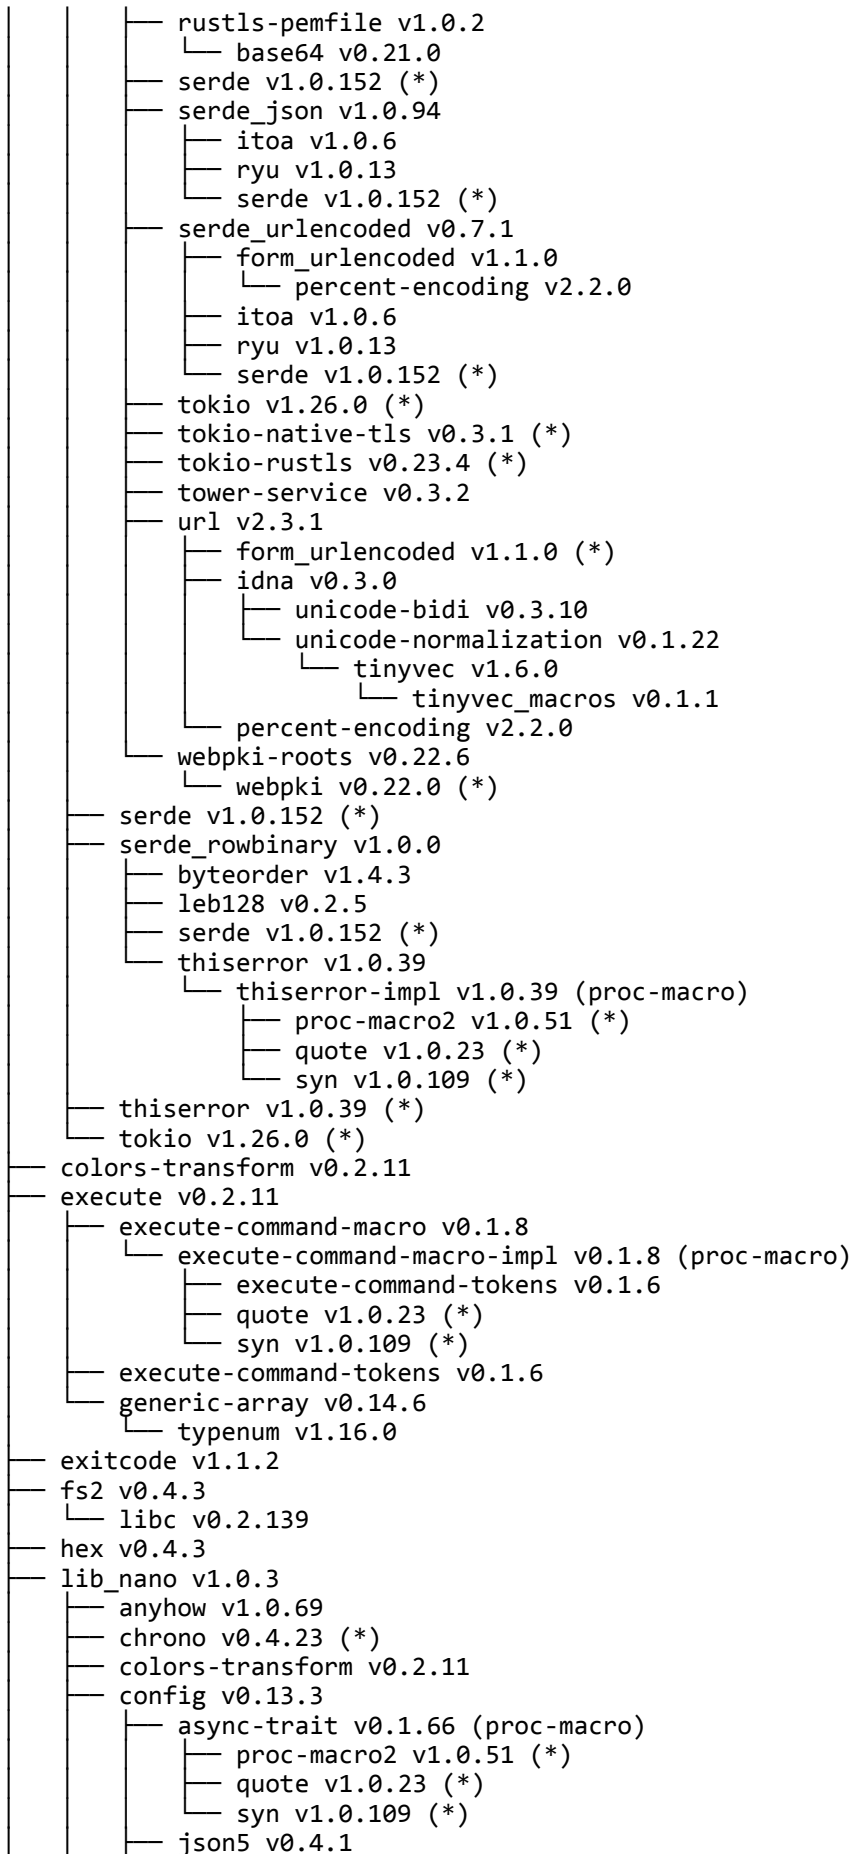 │   │   ├── rustls-pemfile v1.0.2
│   │   │   └── base64 v0.21.0
│   │   ├── serde v1.0.152 (*)
│   │   ├── serde_json v1.0.94
│   │   │   ├── itoa v1.0.6
│   │   │   ├── ryu v1.0.13
│   │   │   └── serde v1.0.152 (*)
│   │   ├── serde_urlencoded v0.7.1
│   │   │   ├── form_urlencoded v1.1.0
│   │   │   │   └── percent-encoding v2.2.0
│   │   │   ├── itoa v1.0.6
│   │   │   ├── ryu v1.0.13
│   │   │   └── serde v1.0.152 (*)
│   │   ├── tokio v1.26.0 (*)
│   │   ├── tokio-native-tls v0.3.1 (*)
│   │   ├── tokio-rustls v0.23.4 (*)
│   │   ├── tower-service v0.3.2
│   │   ├── url v2.3.1
│   │   │   ├── form_urlencoded v1.1.0 (*)
│   │   │   ├── idna v0.3.0
│   │   │   │   ├── unicode-bidi v0.3.10
│   │   │   │   └── unicode-normalization v0.1.22
│   │   │   │       └── tinyvec v1.6.0
│   │   │   │           └── tinyvec_macros v0.1.1
│   │   │   └── percent-encoding v2.2.0
│   │   └── webpki-roots v0.22.6
│   │       └── webpki v0.22.0 (*)
│   ├── serde v1.0.152 (*)
│   ├── serde_rowbinary v1.0.0
│   │   ├── byteorder v1.4.3
│   │   ├── leb128 v0.2.5
│   │   ├── serde v1.0.152 (*)
│   │   └── thiserror v1.0.39
│   │       └── thiserror-impl v1.0.39 (proc-macro)
│   │           ├── proc-macro2 v1.0.51 (*)
│   │           ├── quote v1.0.23 (*)
│   │           └── syn v1.0.109 (*)
│   ├── thiserror v1.0.39 (*)
│   └── tokio v1.26.0 (*)
├── colors-transform v0.2.11
├── execute v0.2.11
│   ├── execute-command-macro v0.1.8
│   │   └── execute-command-macro-impl v0.1.8 (proc-macro)
│   │       ├── execute-command-tokens v0.1.6
│   │       ├── quote v1.0.23 (*)
│   │       └── syn v1.0.109 (*)
│   ├── execute-command-tokens v0.1.6
│   └── generic-array v0.14.6
│       └── typenum v1.16.0
├── exitcode v1.1.2
├── fs2 v0.4.3
│   └── libc v0.2.139
├── hex v0.4.3
├── lib_nano v1.0.3
│   ├── anyhow v1.0.69
│   ├── chrono v0.4.23 (*)
│   ├── colors-transform v0.2.11
│   ├── config v0.13.3
│   │   ├── async-trait v0.1.66 (proc-macro)
│   │   │   ├── proc-macro2 v1.0.51 (*)
│   │   │   ├── quote v1.0.23 (*)
│   │   │   └── syn v1.0.109 (*)
│   │   ├── json5 v0.4.1